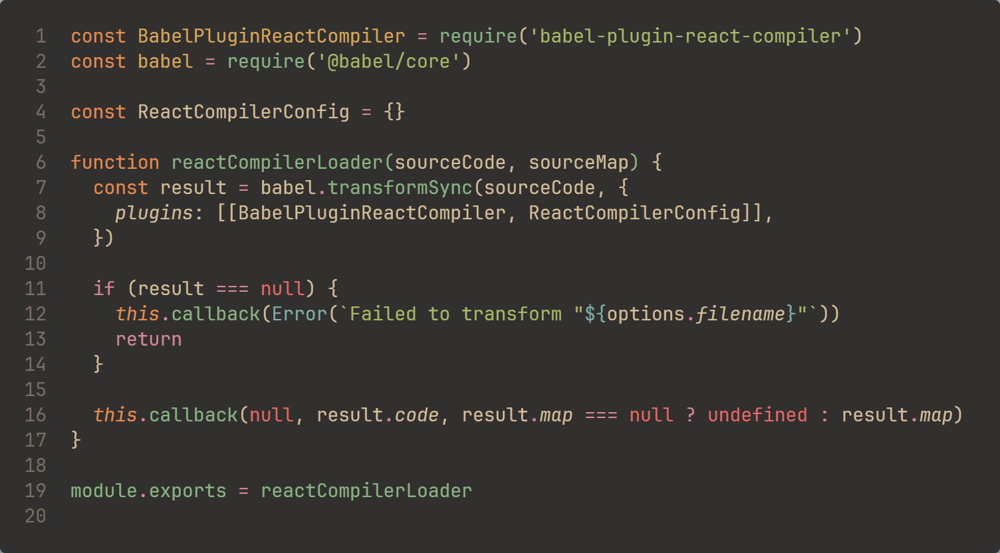 1 const BabelPluginReactCompiler = require('babel-plugin-react-compiler')
2 const babel = require('@babel/core')
3
4 const ReactCompilerConfig = {}
5
6 function reactCompilerLoader(sourceCode, sourceMap) {
7   const result = babel.transformSync(sourceCode, {
8     plugins: [[BabelPluginReactCompiler, ReactCompilerConfig]],
9   })
10
11   if (result === null) {
12     this.callback(Error(`Failed to transform "${options.filename}"`))
13     return
14   }
15
16   this.callback(null, result.code, result.map === null ? undefined : result.map)
17 }
18
19 module.exports = reactCompilerLoader
20